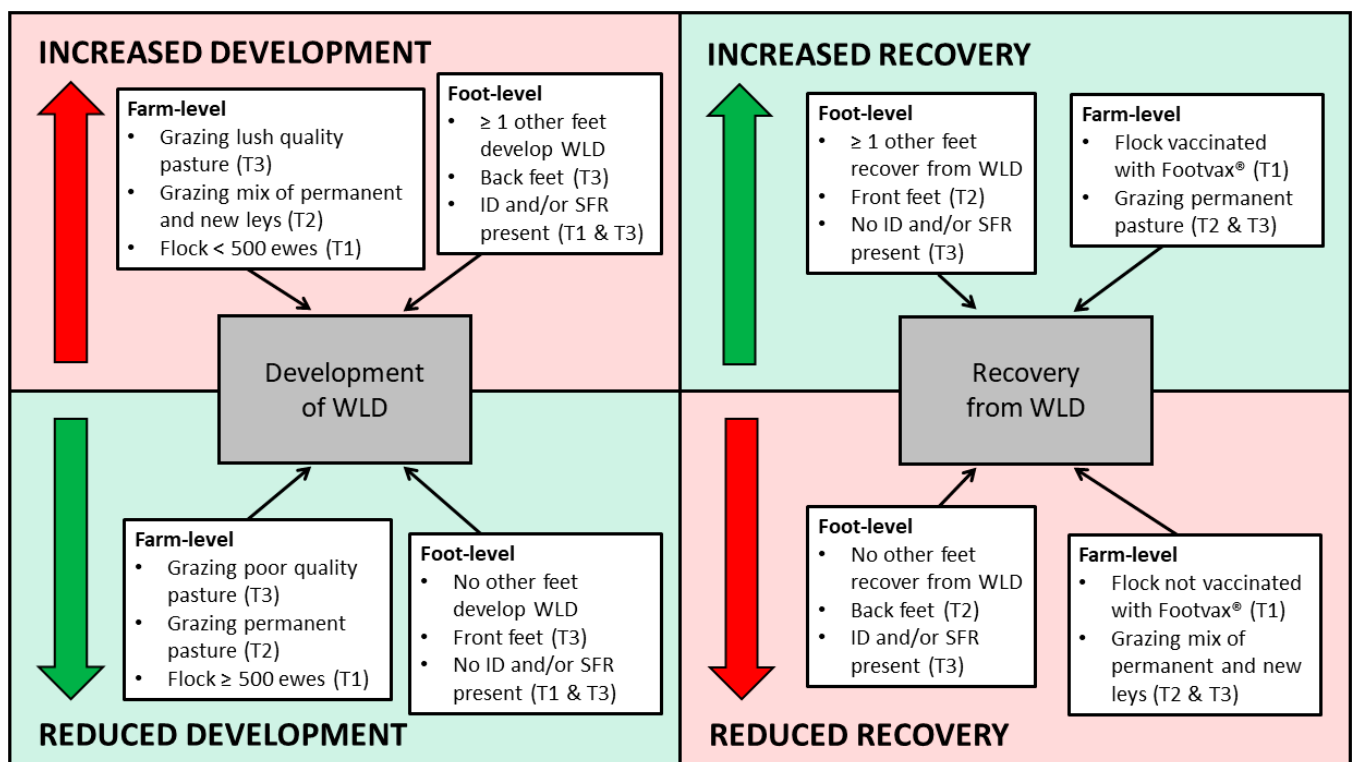 INCREASED DEVELOPMENT
Farm-level
• Grazing lush quality
pasture (T3)
• Grazing mix of permanent
and new leys (T2)
• Flock < 500 ewes (T1)
Foot-level
• ≥ 1 other feet
develop WLD
• Back feet (T3)
• ID and/or SFR
present (T1 & T3)
Development
of WLD
Farm-level
• Grazing poor quality
pasture (T3)
• Grazing permanent
pasture (T2)
• Flock ≥ 500 ewes (T1)
Foot-level
• No other feet
develop WLD
• Front feet (T3)
• No ID and/or SFR
present (T1 & T3)
REDUCED DEVELOPMENT
INCREASED RECOVERY
Foot-level
• ≥ 1 other feet
recover from WLD
• Front feet (T2)
• No ID and/or SFR
present (T3)
Farm-level
• Flock vaccinated
with Footvax® (T1)
• Grazing permanent
pasture (T2 & T3)
Recovery
from WLD
Foot-level
• No other feet
recover from WLD
• Back feet (T2)
• ID and/or SFR
present (T3)
Farm-level
• Flock not vaccinated
with Footvax® (T1)
• Grazing mix of
permanent and new
leys (T2 & T3)
REDUCED RECOVERY